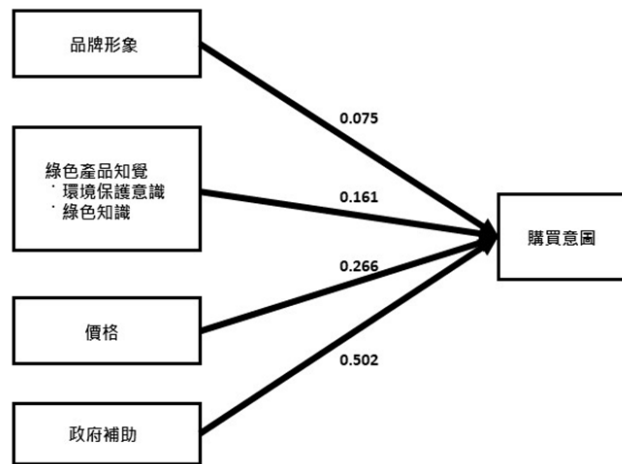 品牌形象
0.075
綠色產品知覺
˙環境保護意識
˙綠色知識
0.161
購買意圖
0.266
價格
0.502
政府補助